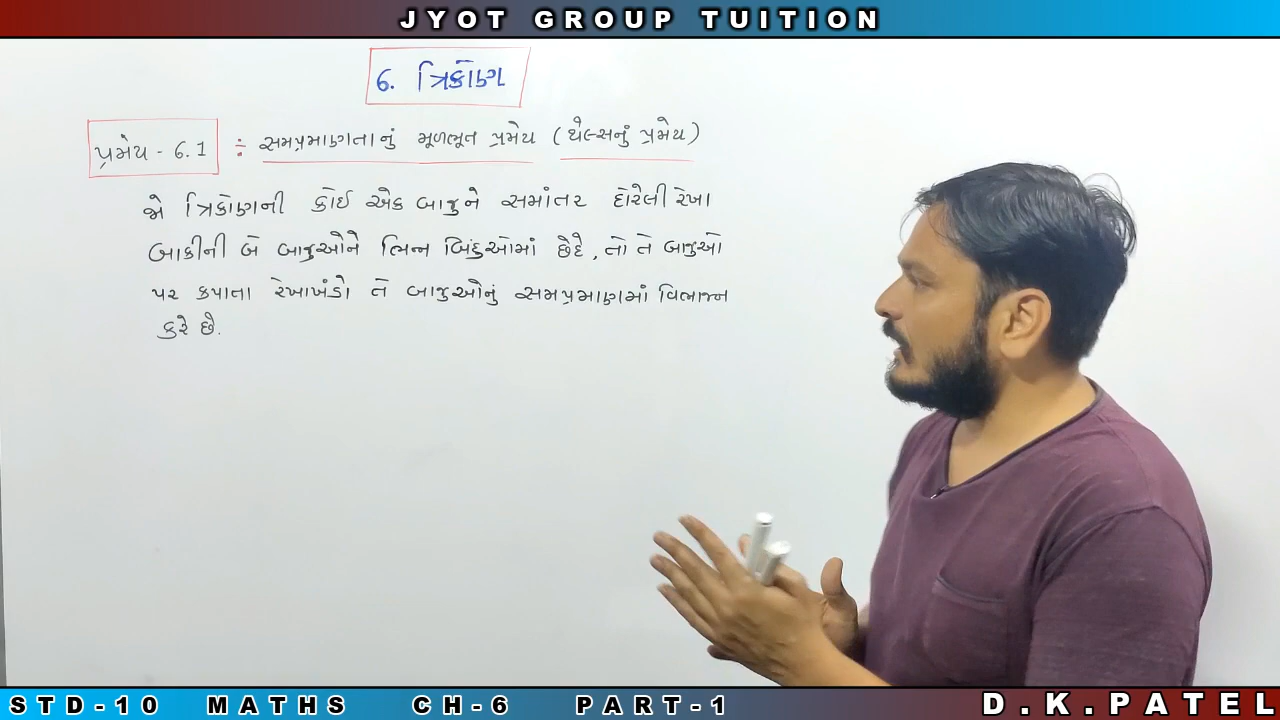 JYOT GROUP TUITION
6. ત્રિકોણ
પ્રમેય - 6.1 ÷ સમપ્રમાણતાનું મૂળભૂત પ્રમેય (થેલ્સનું પ્રમેય)
જો ત્રિકોણની કોઈ એક બાજુને સમાંતર દોરેલી રેખા
બાકીની બે બાજુઓને ભિન્ન બિંદુઓમાં છેદે, તો તે બાજુઓ
પર કપાતા રેખાખંડો તે બાજુઓનું સમપ્રમાણમાં વિભાજન
કરે છે.
STD-10 MATHS CH-6 PART-1
D.K.PATEL